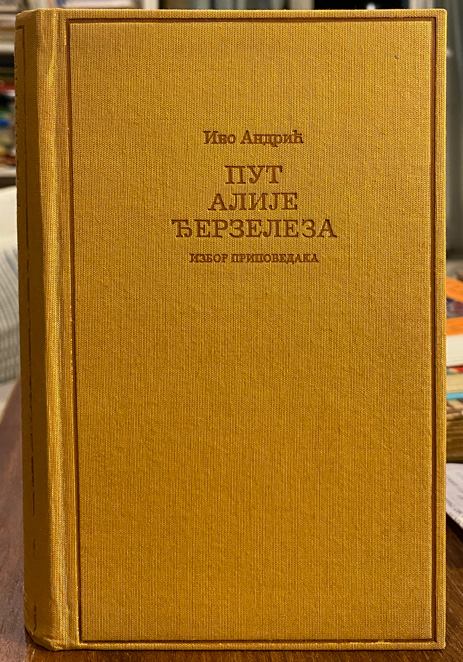 Иво Андрић
ПУТ
АЛИЈЕ
ЂЕРЗЕЛЕЗА
ИЗБОР ПРИПОВЕДАКА